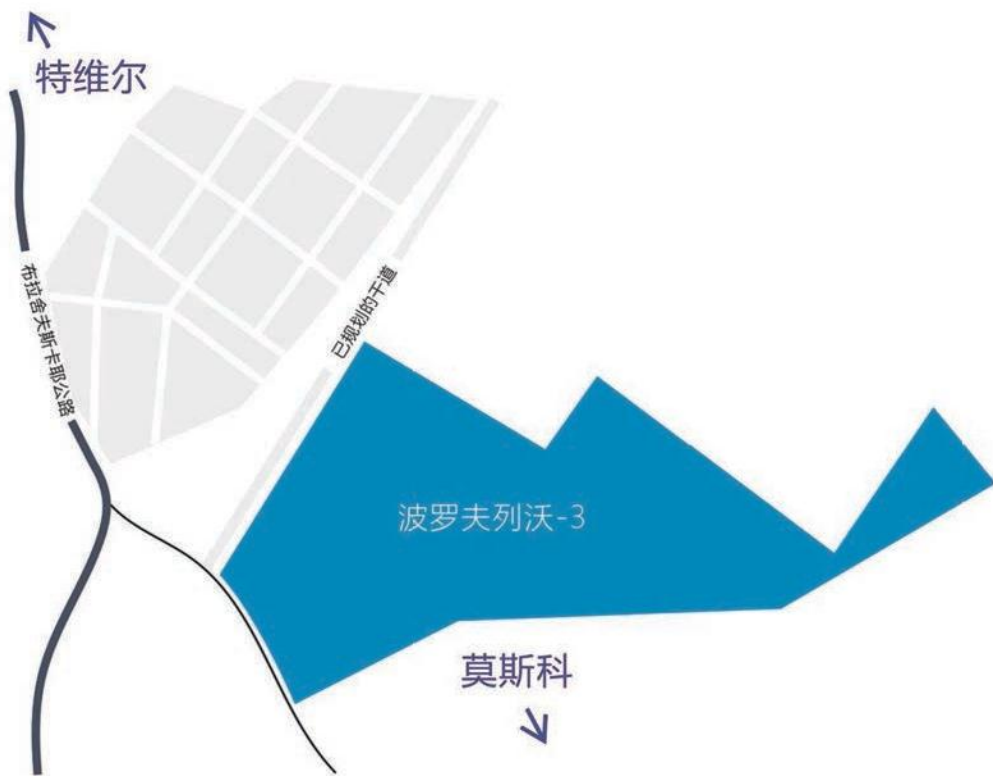 特维尔
布拉舍夫斯卡耶公路
已规划的干道
波罗夫列沃-3
莫斯科